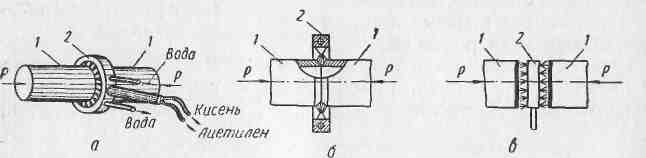 1 2 1
Вода
P P
Кисень
Вода
Ацетилен
а
2
1 1
P P
б
1 2 1
P P
в